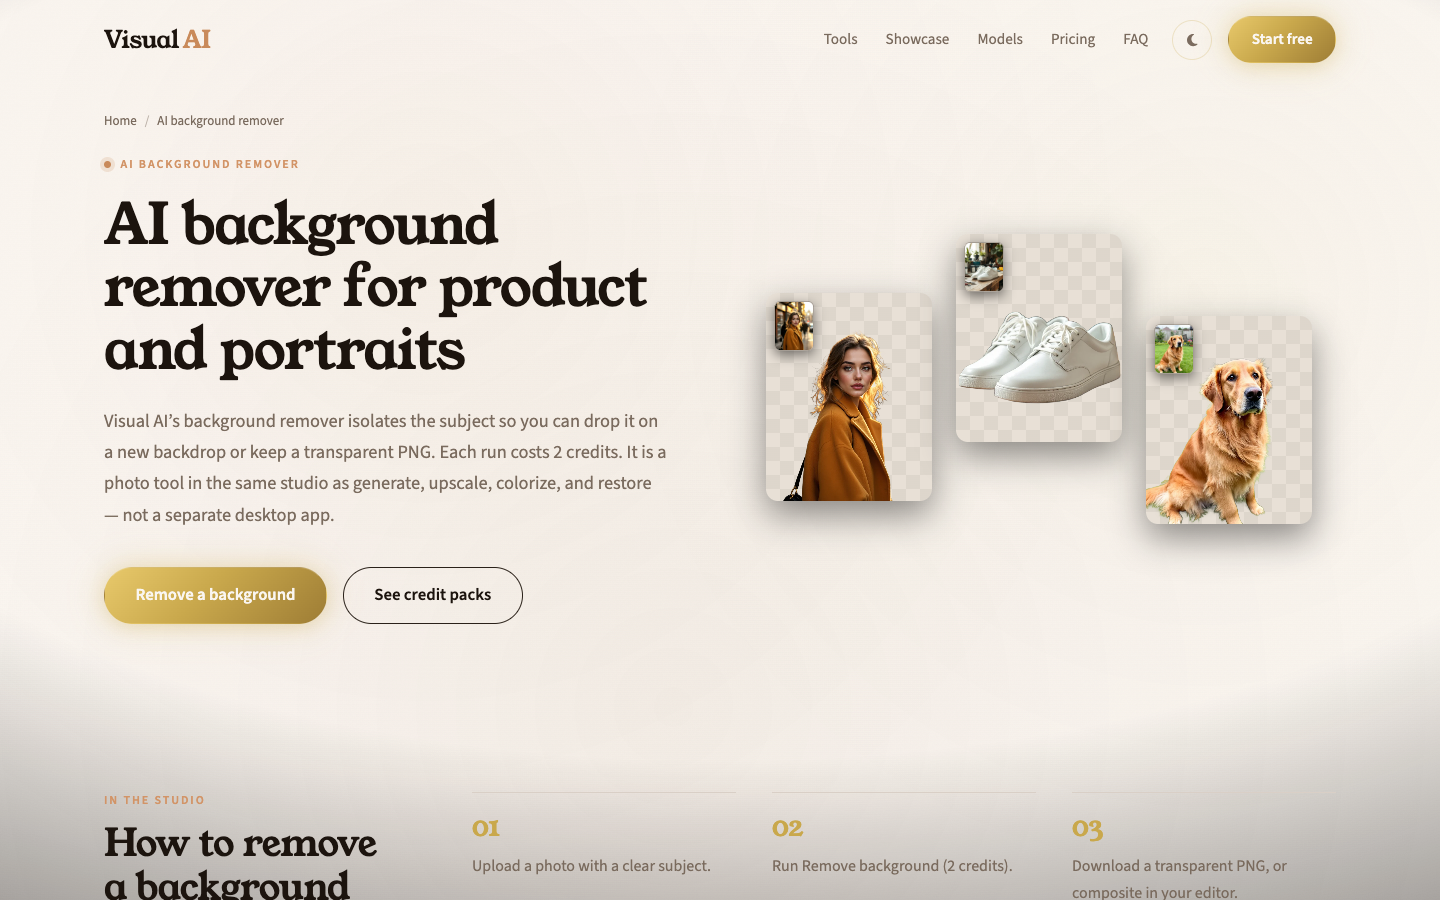 Visual AI
Tools
Showcase
Models
Pricing
FAQ
Start free
Home / AI background remover
AI BACKGROUND REMOVER
AI background
remover for product
and portraits
Visual AI’s background remover isolates the subject so you can drop it on
a new backdrop or keep a transparent PNG. Each run costs 2 credits. It is a
photo tool in the same studio as generate, upscale, colorize, and restore
— not a separate desktop app.
Remove a background
See credit packs
IN THE STUDIO
How to remove
a background
01
Upload a photo with a clear subject.
02
Run Remove background (2 credits).
03
Download a transparent PNG, or
composite in your editor.